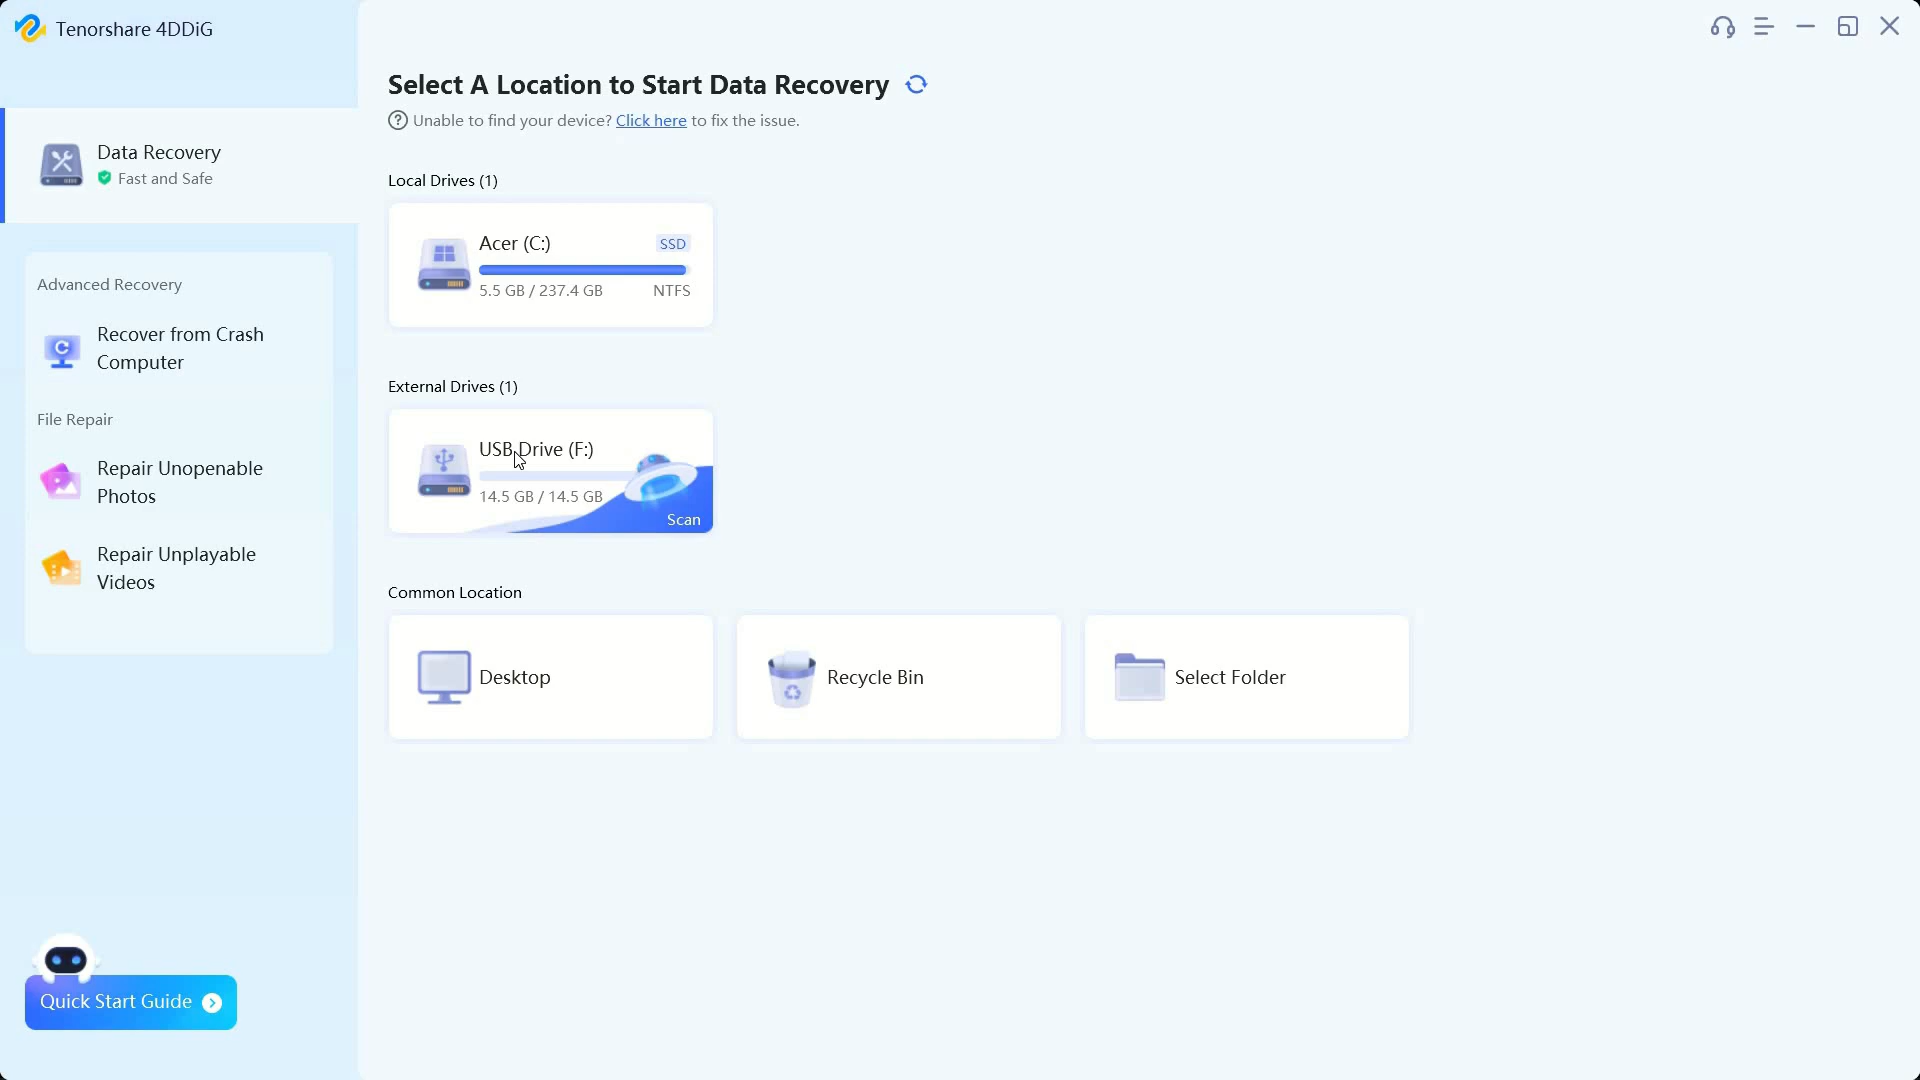 Tenorshare 4DDiG
Data Recovery
Fast and Safe
Advanced Recovery
Recover from Crash
Computer
File Repair
Repair Unopenable
Photos
Repair Unplayable
Videos
Quick Start Guide
Select A Location to Start Data Recovery
Unable to find your device? Click here to fix the issue.
Local Drives (1)
Acer (C:) SSD
5.5 GB / 237.4 GB NTFS
External Drives (1)
USB Drive (F:)
14.5 GB / 14.5 GB
Scan
Common Location
Desktop
Recycle Bin
Select Folder